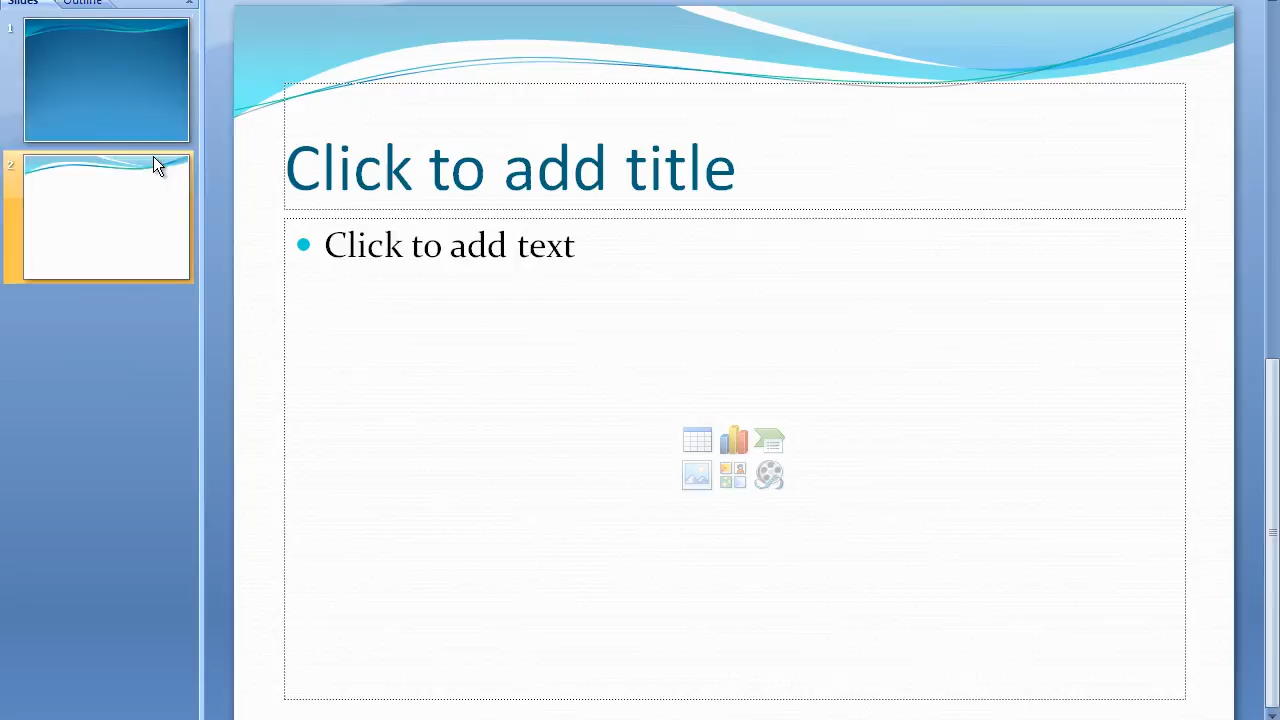 Slides Outline
1
2
Click to add title
Click to add text